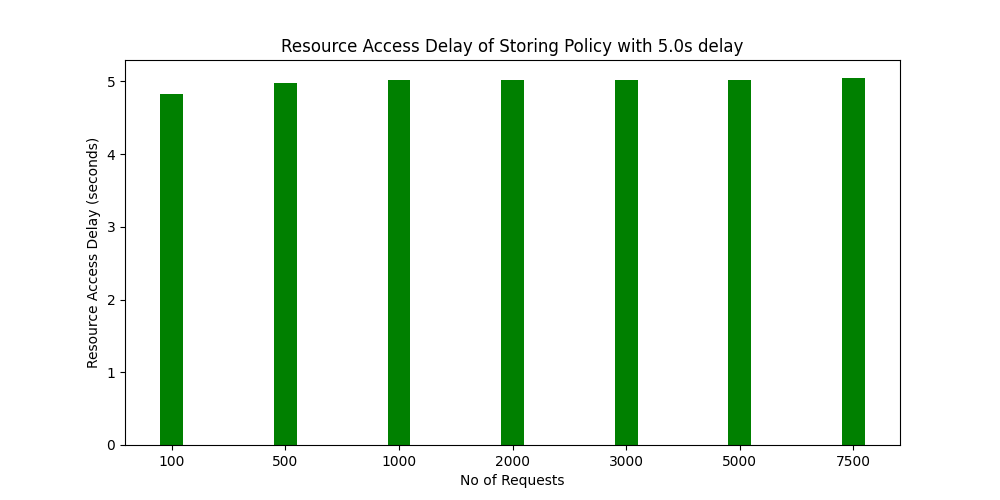 Resource Access Delay of Storing Policy with 5.0s delay
Resource Access Delay (seconds)
5
4
3
2
1
0
100 500 1000 2000 3000 5000 7500
No of Requests